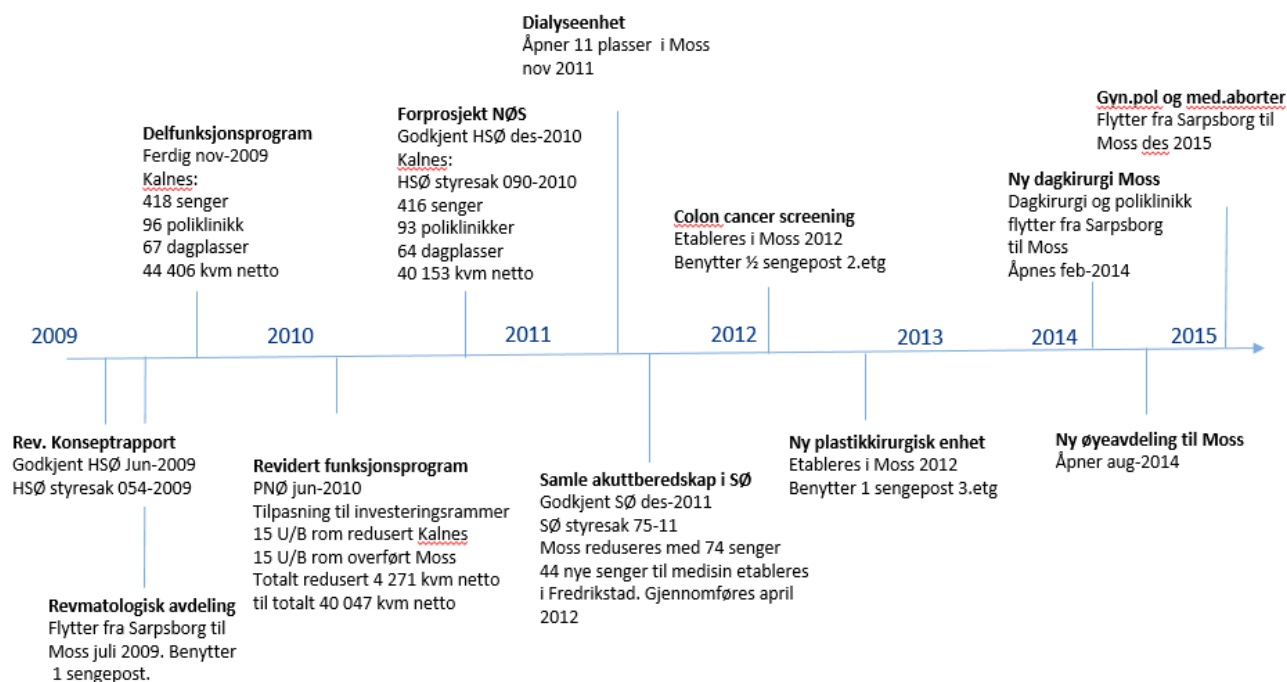 Dialyseenhet
Åpner 11 plasser i Moss
nov 2011
Gyn.pol og med.aborter
Flytter fra Sarpsborg til
Moss des 2015
Forprosjekt NØS
Godkjent HSØ des-2010
Kalnes:
HSØ styresak 090-2010
416 senger
93 poliklinikker
64 dagplasser
40 153 kvm netto
Delfunksjonsprogram
Ferdig nov-2009
Kalnes:
418 senger
96 poliklinikk
67 dagplasser
44 406 kvm netto
Ny dagkirurgi Moss
Dagkirurgi og poliklinikk
flytter fra Sarpsborg
til Moss
Åpnes feb-2014
Colon cancer screening
Etableres i Moss 2012
Benytter ½ sengepost 2.etg
2009
2010
2011
2012
2013
2014
2015
Rev. Konseptrapport
Godkjent HSØ Jun-2009
HSØ styresak 054-2009
Revmatologisk avdeling
Flytter fra Sarpsborg til
Moss juli 2009. Benytter
1 sengepost.
Revidert funksjonsprogram
PNØ jun-2010
Tilpasning til investeringsrammer
15 U/B rom redusert Kalnes
15 U/B rom overført Moss
Totalt redusert 4 271 kvm netto
til totalt 40 047 kvm netto
Samle akuttberedskap i SØ
Godkjent SØ des-2011
SØ styresak 75-11
Moss reduseres med 74 senger
44 nye senger til medisin etableres
i Fredrikstad. Gjennomføres april
2012
Ny plastikkirurgisk enhet
Etableres i Moss 2012
Benytter 1 sengepost 3.etg
Ny øyeavdeling til Moss
Åpner aug-2014